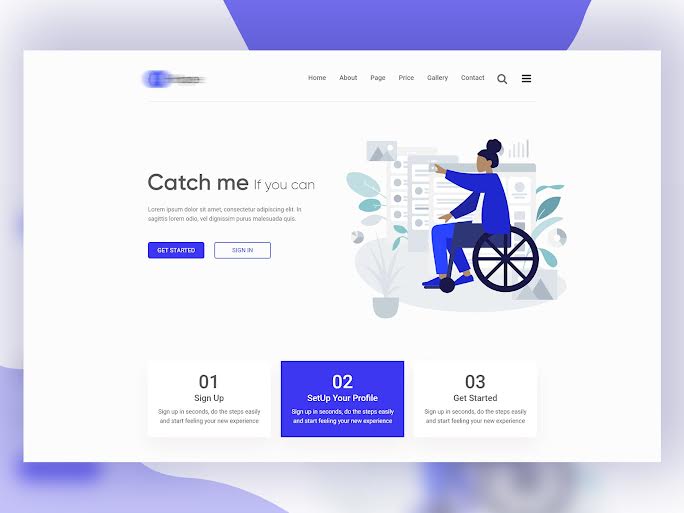 Home About Page Price Gallery Contact
Catch me If you can
Lorem ipsum dolor sit amet, consectetur adipiscing elit. In
sagittis lorem odio, vel dignissim purus malesuada quis.
GET STARTED SIGN IN
01
Sign Up
Sign up in seconds, do the steps easily
and start feeling your new experience
02
SetUp Your Profile
Sign up in seconds, do the steps easily
and start feeling your new experience
03
Get Started
Sign up in seconds, do the steps easily
and start feeling your new experience